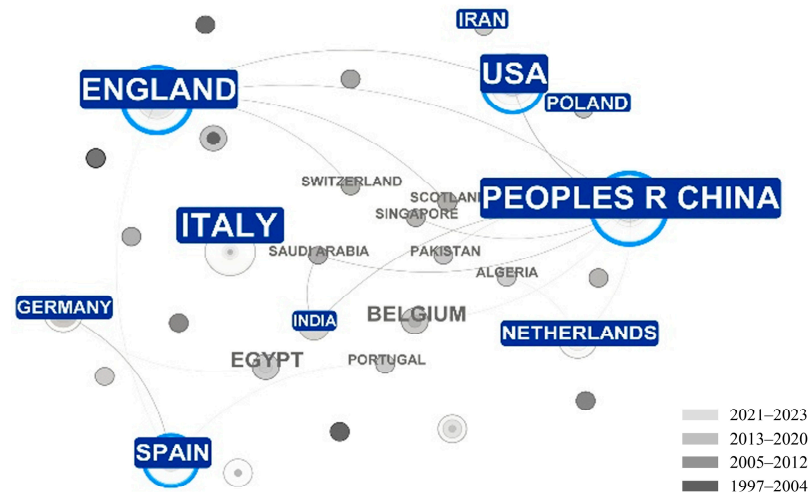 IRAN
ENGLAND
USA
POLAND
SWITZERLAND
SCOTLAN
PEOPLES R CHINA
SINGAPORE
ITALY
SAUDI ARABIA
PAKISTAN
ALGERIA
GERMANY
INDIA
BELGIUM
NETHERLANDS
EGYPT
PORTUGAL
SPAIN
2021–2023
2013–2020
2005–2012
1997–2004